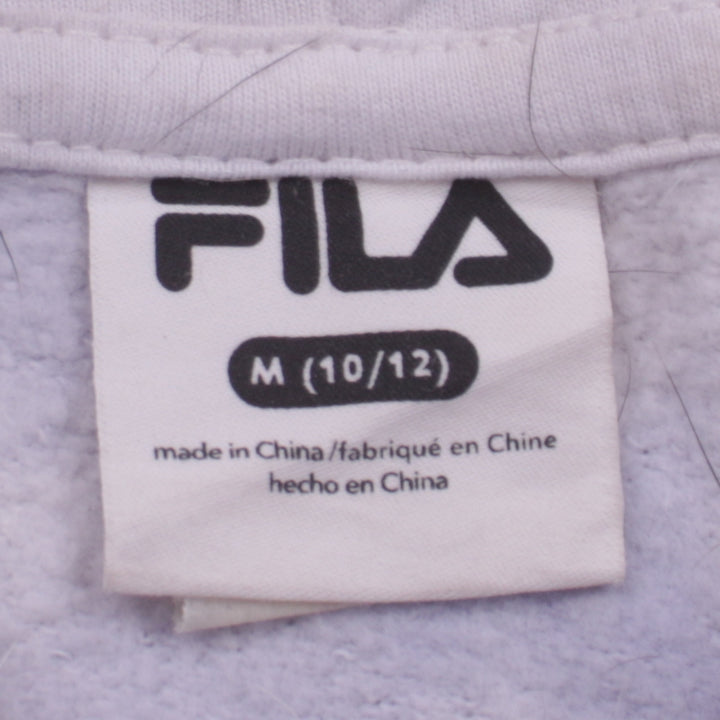 FILA
M (10/12)
made in China/fabriqué en Chine
hecho en China